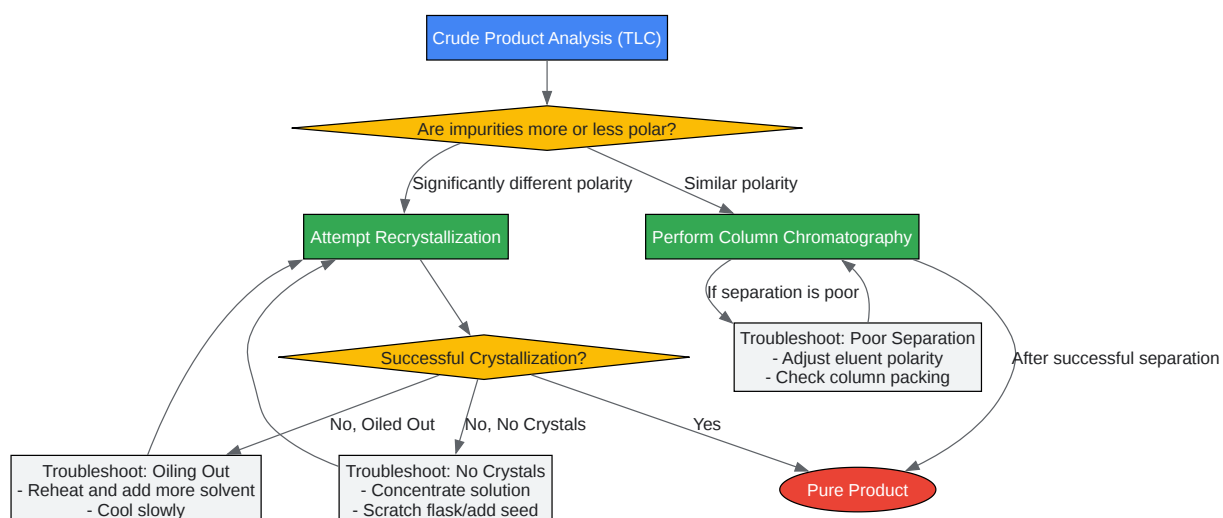 Crude Product Analysis (TLC)
Are impurities more or less polar?
Significantly different polarity
Similar polarity
Attempt Recrystallization
Perform Column Chromatography
If separation is poor
Troubleshoot: Poor Separation
- Adjust eluent polarity
- Check column packing
After successful separation
Successful Crystallization?
No, Oiled Out
No, No Crystals
Yes
Troubleshoot: Oiling Out
- Reheat and add more solvent
- Cool slowly
Troubleshoot: No Crystals
- Concentrate solution
- Scratch flask/add seed
Pure Product